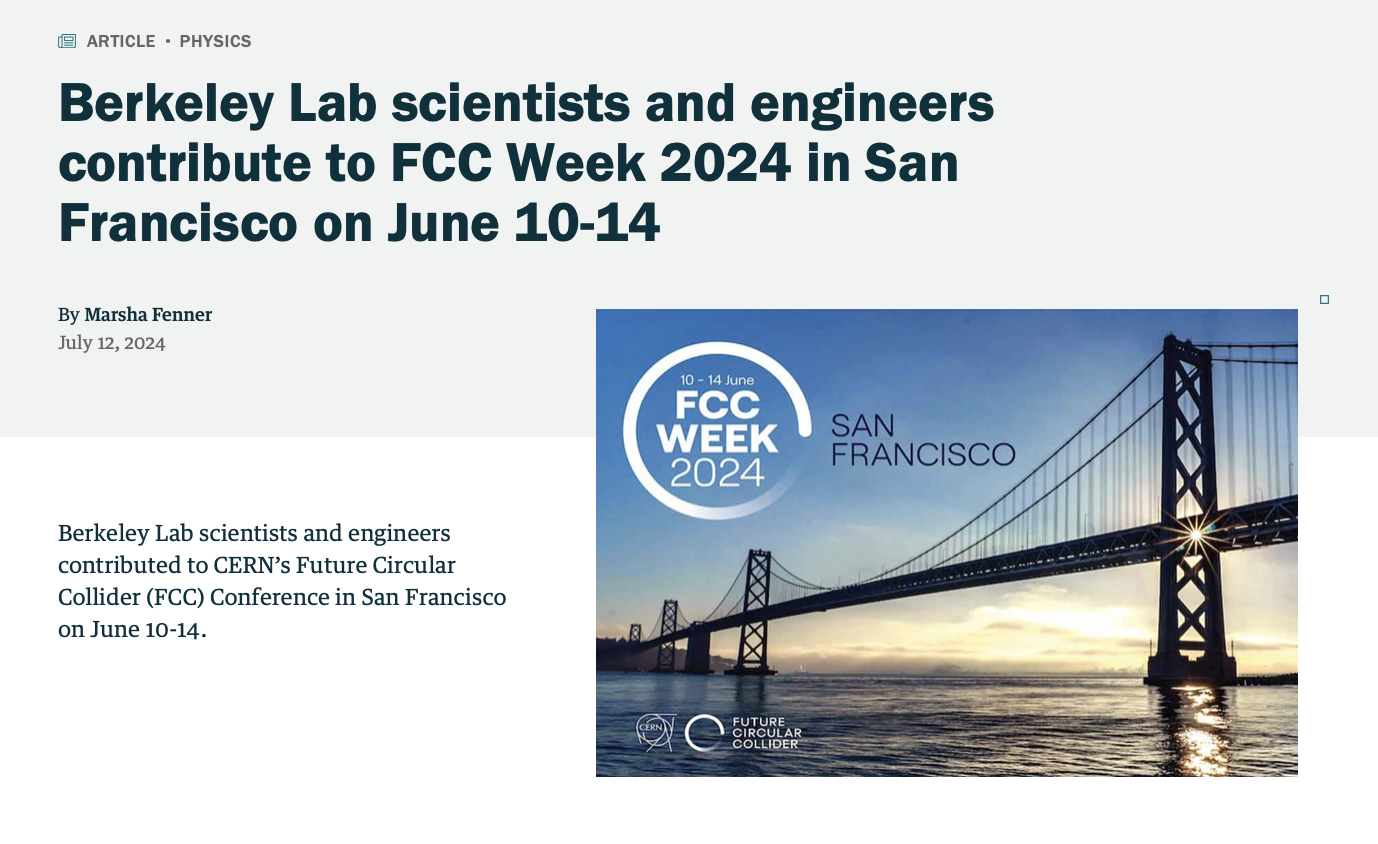 ARTICLE • PHYSICS
Berkeley Lab scientists and engineers
contribute to FCC Week 2024 in San
Francisco on June 10-14
By Marsha Fenner
July 12, 2024
10 – 14 June
FCC
WEEK
2024
SAN
FRANCISCO
Berkeley Lab scientists and engineers
contributed to CERN’s Future Circular
Collider (FCC) Conference in San Francisco
on June 10-14.
CERN
FUTURE
CIRCULAR
COLLIDER